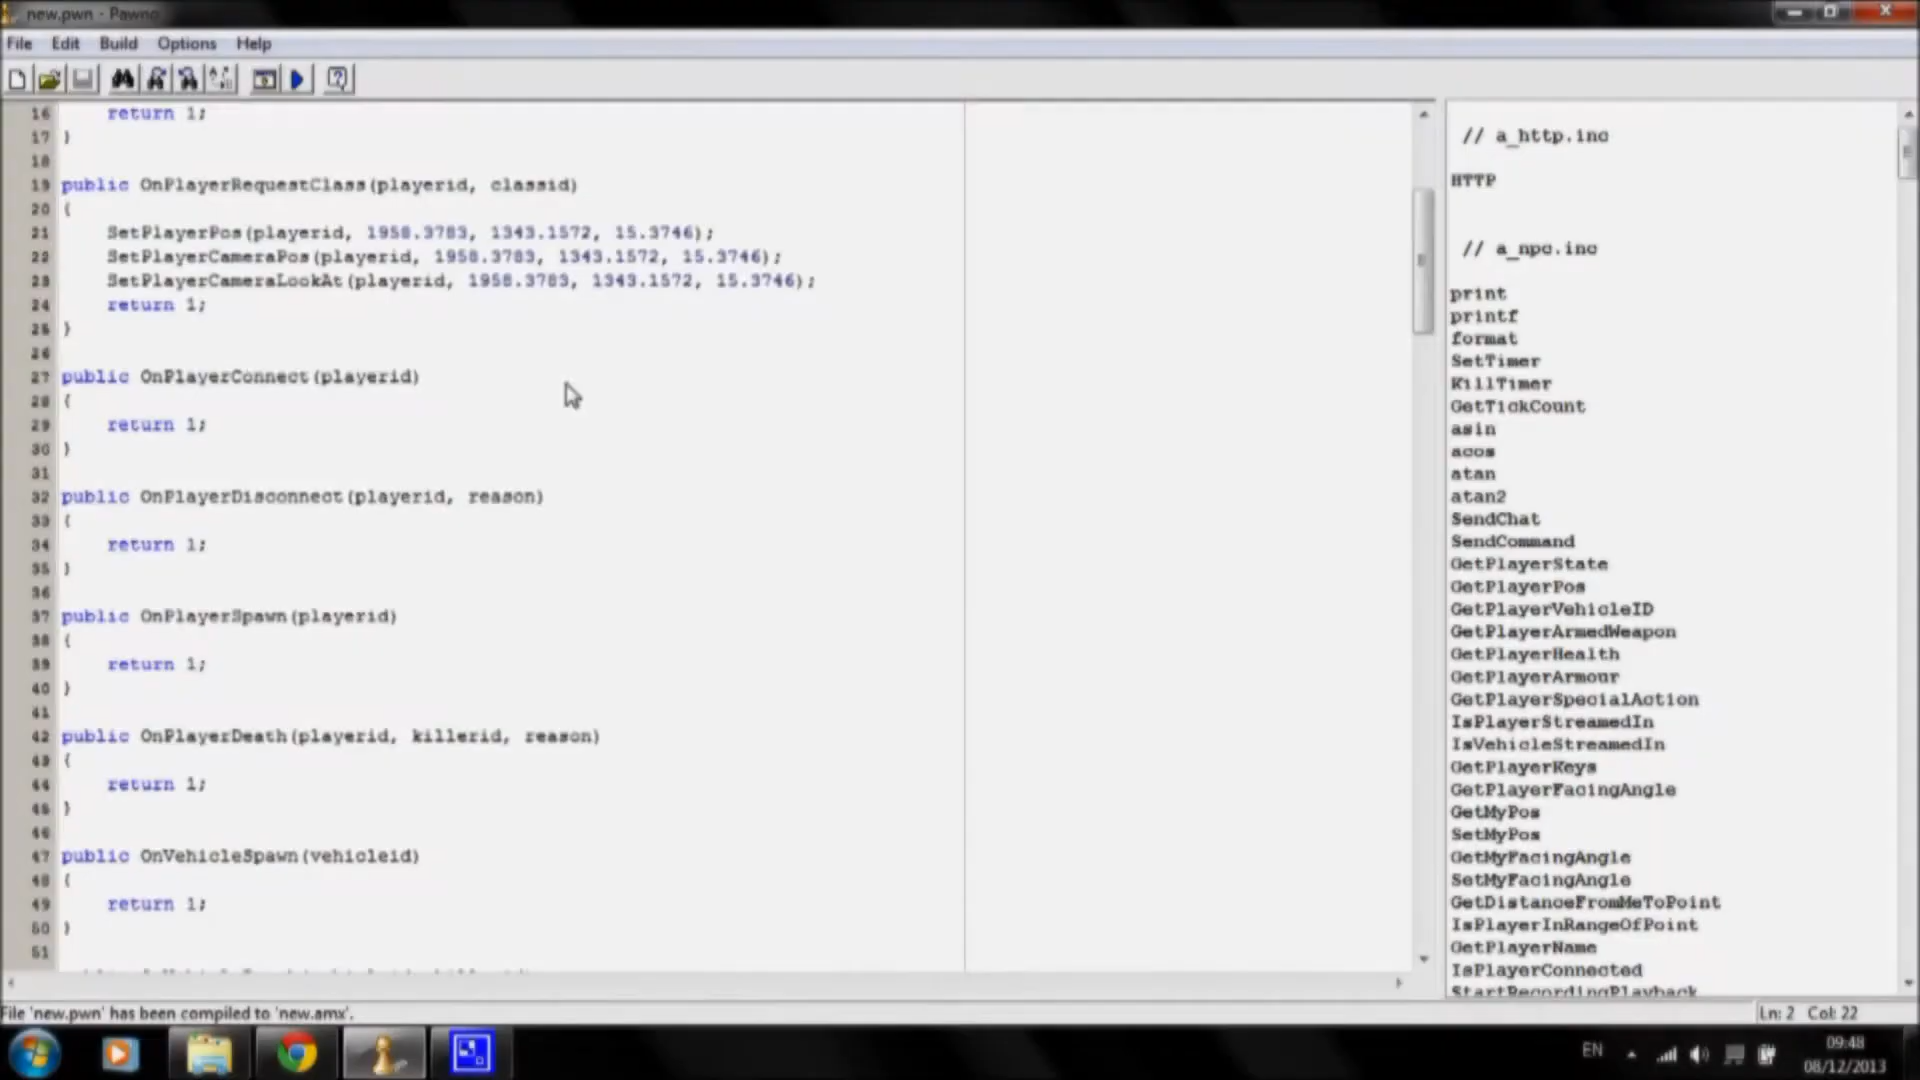 new.pwn - Pawno
File Edit Build Options Help
16 return 1;
17 }
18
19 public OnPlayerRequestClass(playerid, classid)
20 {
21 SetPlayerPos(playerid, 1958.3783, 1343.1572, 15.3746);
22 SetPlayerCameraPos(playerid, 1958.3783, 1343.1572, 15.3746);
23 SetPlayerCameraLookAt(playerid, 1958.3783, 1343.1572, 15.3746);
24 return 1;
25 }
26
27 public OnPlayerConnect(playerid)
28 {
29 return 1;
30 }
31
32 public OnPlayerDisconnect(playerid, reason)
33 {
34 return 1;
35 }
36
37 public OnPlayerSpawn(playerid)
38 {
39 return 1;
40 }
41
42 public OnPlayerDeath(playerid, killerid, reason)
43 {
44 return 1;
45 }
46
47 public OnVehicleSpawn(vehicleid)
48 {
49 return 1;
50 }
51
// a_http.inc
HTTP
// a_npc.inc
print
printf
format
SetTimer
KillTimer
GetTickCount
asin
acos
atan
atan2
SendChat
SendCommand
GetPlayerState
GetPlayerPos
GetPlayerVehicleID
GetPlayerArmedWeapon
GetPlayerHealth
GetPlayerArmour
GetPlayerSpecialAction
IsPlayerStreamedIn
IsVehicleStreamedIn
GetPlayerKeys
GetPlayerFacingAngle
GetMyPos
SetMyPos
GetMyFacingAngle
SetMyFacingAngle
GetDistanceFromMeToPoint
IsPlayerInRangeOfPoint
GetPlayerName
IsPlayerConnected
StartRecordingPlayback
File 'new.pwn' has been compiled to 'new.amx'.
Ln: 2 Col: 22
EN
09:48
08/12/2013